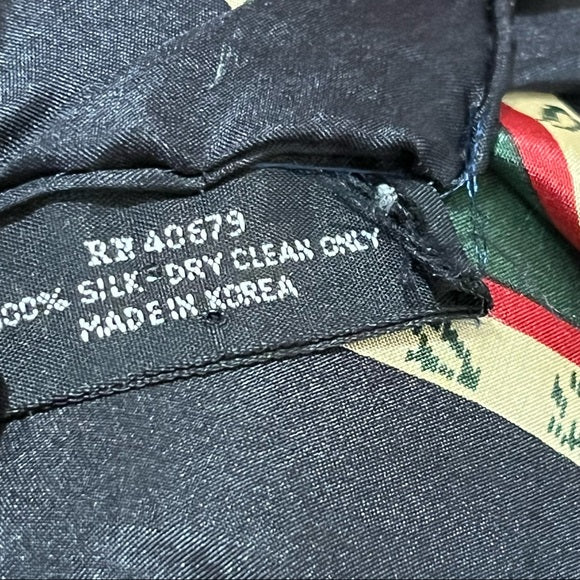 RN 40679
00% SILK-DRY CLEAN ONLY
MADE IN KOREA